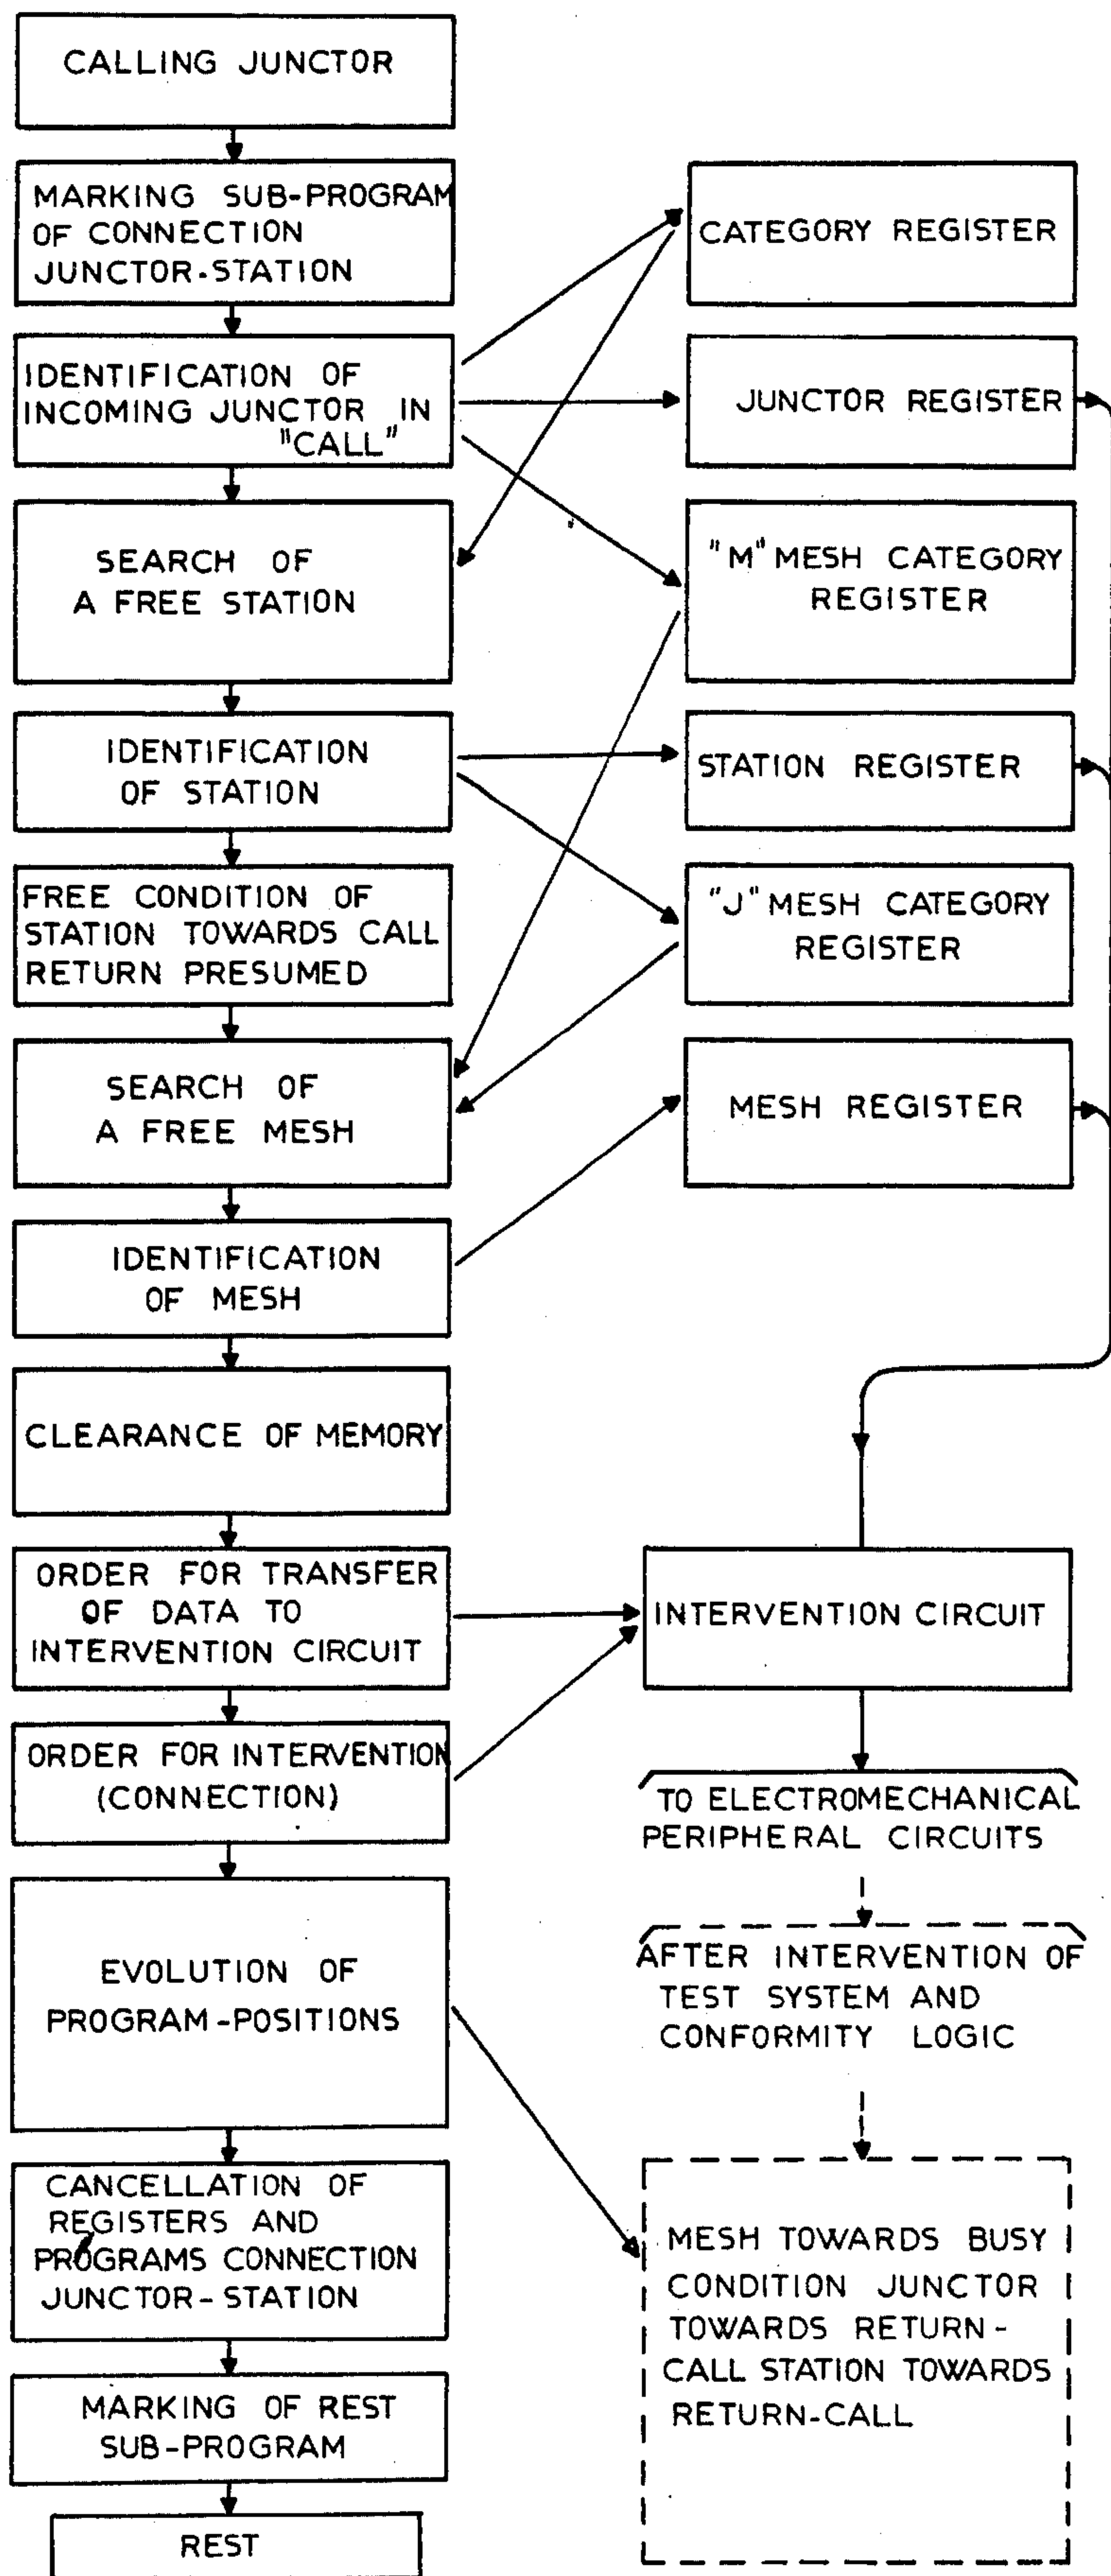 CALLING JUNCTOR
MARKING SUB-PROGRAM
OF CONNECTION
JUNCTOR-STATION
IDENTIFICATION OF
INCOMING JUNCTOR IN
"CALL"
SEARCH OF
A FREE STATION
IDENTIFICATION
OF STATION
FREE CONDITION OF
STATION TOWARDS CALL
RETURN PRESUMED
SEARCH OF
A FREE MESH
IDENTIFICATION
OF MESH
CLEARANCE OF MEMORY
ORDER FOR TRANSFER
OF DATA TO
INTERVENTION CIRCUIT
ORDER FOR INTERVENTION
(CONNECTION)
EVOLUTION OF
PROGRAM-POSITIONS
CANCELLATION OF
REGISTERS AND
PROGRAMS CONNECTION
JUNCTOR-STATION
MARKING OF REST
SUB-PROGRAM
REST
CATEGORY REGISTER
JUNCTOR REGISTER
"M" MESH CATEGORY
REGISTER
STATION REGISTER
"J" MESH CATEGORY
REGISTER
MESH REGISTER
INTERVENTION CIRCUIT
TO ELECTROMECHANICAL
PERIPHERAL CIRCUITS
AFTER INTERVENTION OF
TEST SYSTEM AND
CONFORMITY LOGIC
MESH TOWARDS BUSY
CONDITION JUNCTOR
TOWARDS RETURN-
CALL STATION TOWARDS
RETURN-CALL